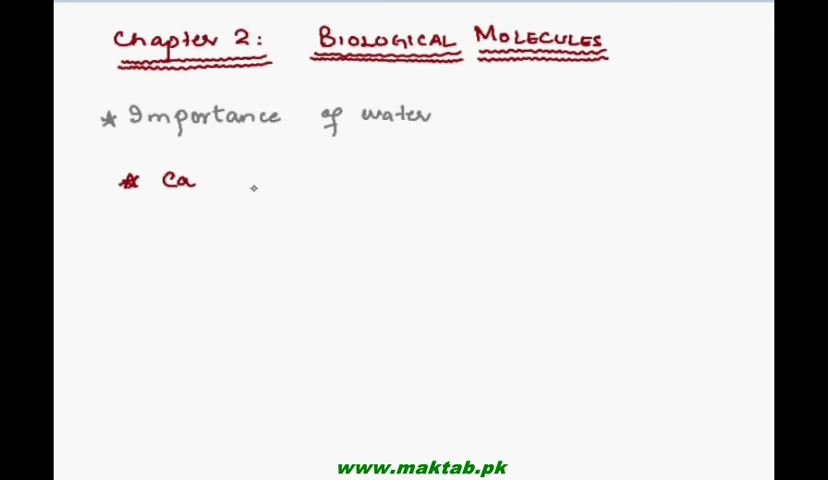 Chapter 2: BIOLOGICAL MOLECULES
* Importance of water
* Ca
www.maktab.pk